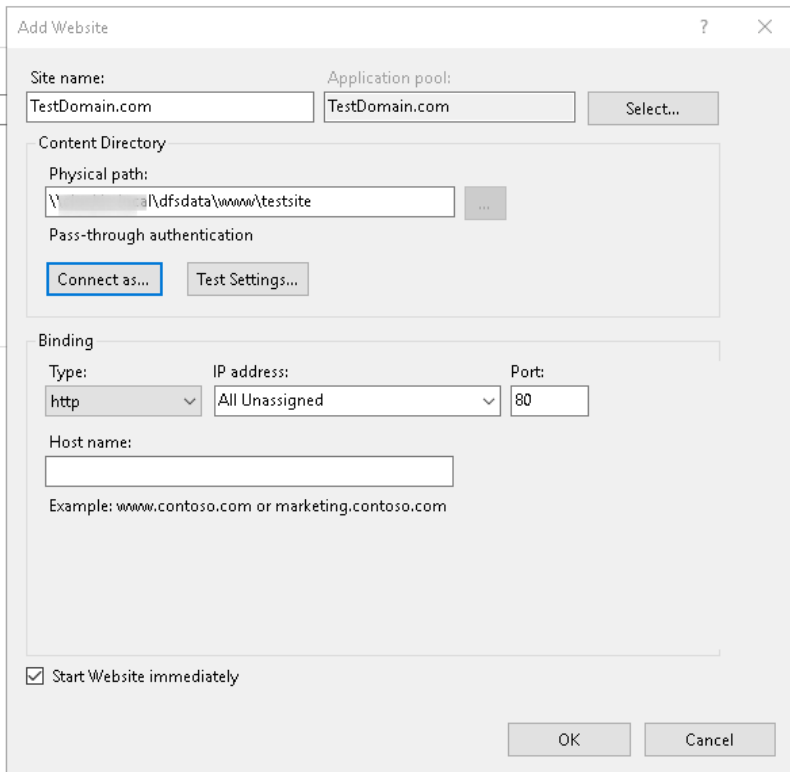 Add Website
?
Site name:
Application pool:
TestDomain.com
TestDomain.com
Select...
Content Directory
Physical path:
\dfsdata\www\testsite
...
Pass-through authentication
Connect as...
Test Settings...
Binding
Type:
IP address:
Port:
http
All Unassigned
80
Host name:
Example: www.contoso.com or marketing.contoso.com
Start Website immediately
OK
Cancel